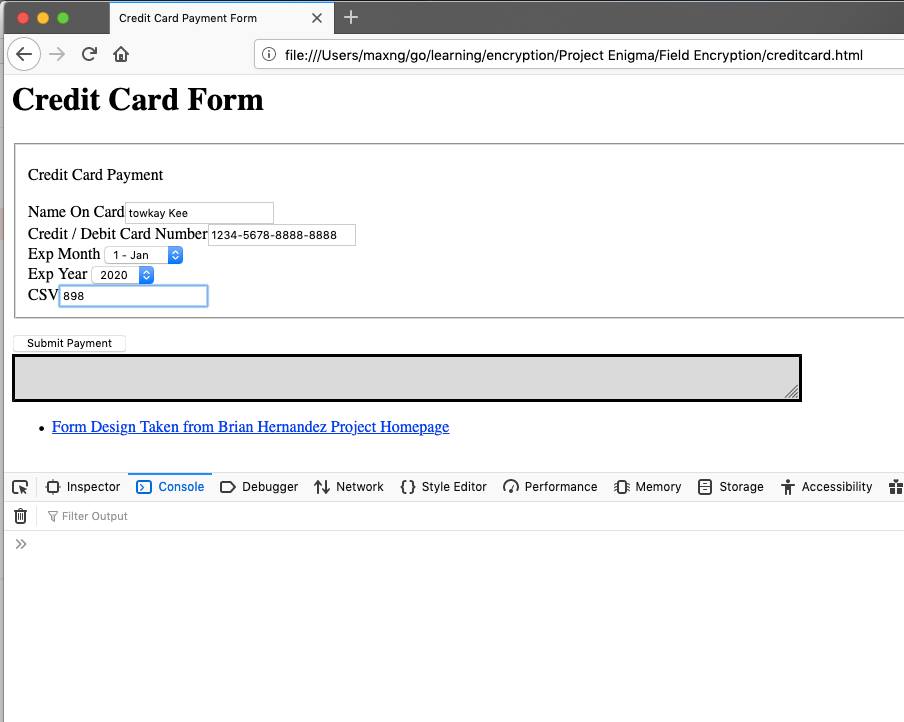 Credit Card Payment Form
file:///Users/maxng/go/learning/encryption/Project Enigma/Field Encryption/creditcard.html
Credit Card Form
Credit Card Payment
Name On Card towkay Kee
Credit / Debit Card Number 1234-5678-8888-8888
Exp Month 1 - Jan
Exp Year 2020
CSV 898
Submit Payment
• Form Design Taken from Brian Hernandez Project Homepage
Inspector Console Debugger Network {} Style Editor Performance Memory Storage Accessibility
Filter Output
»